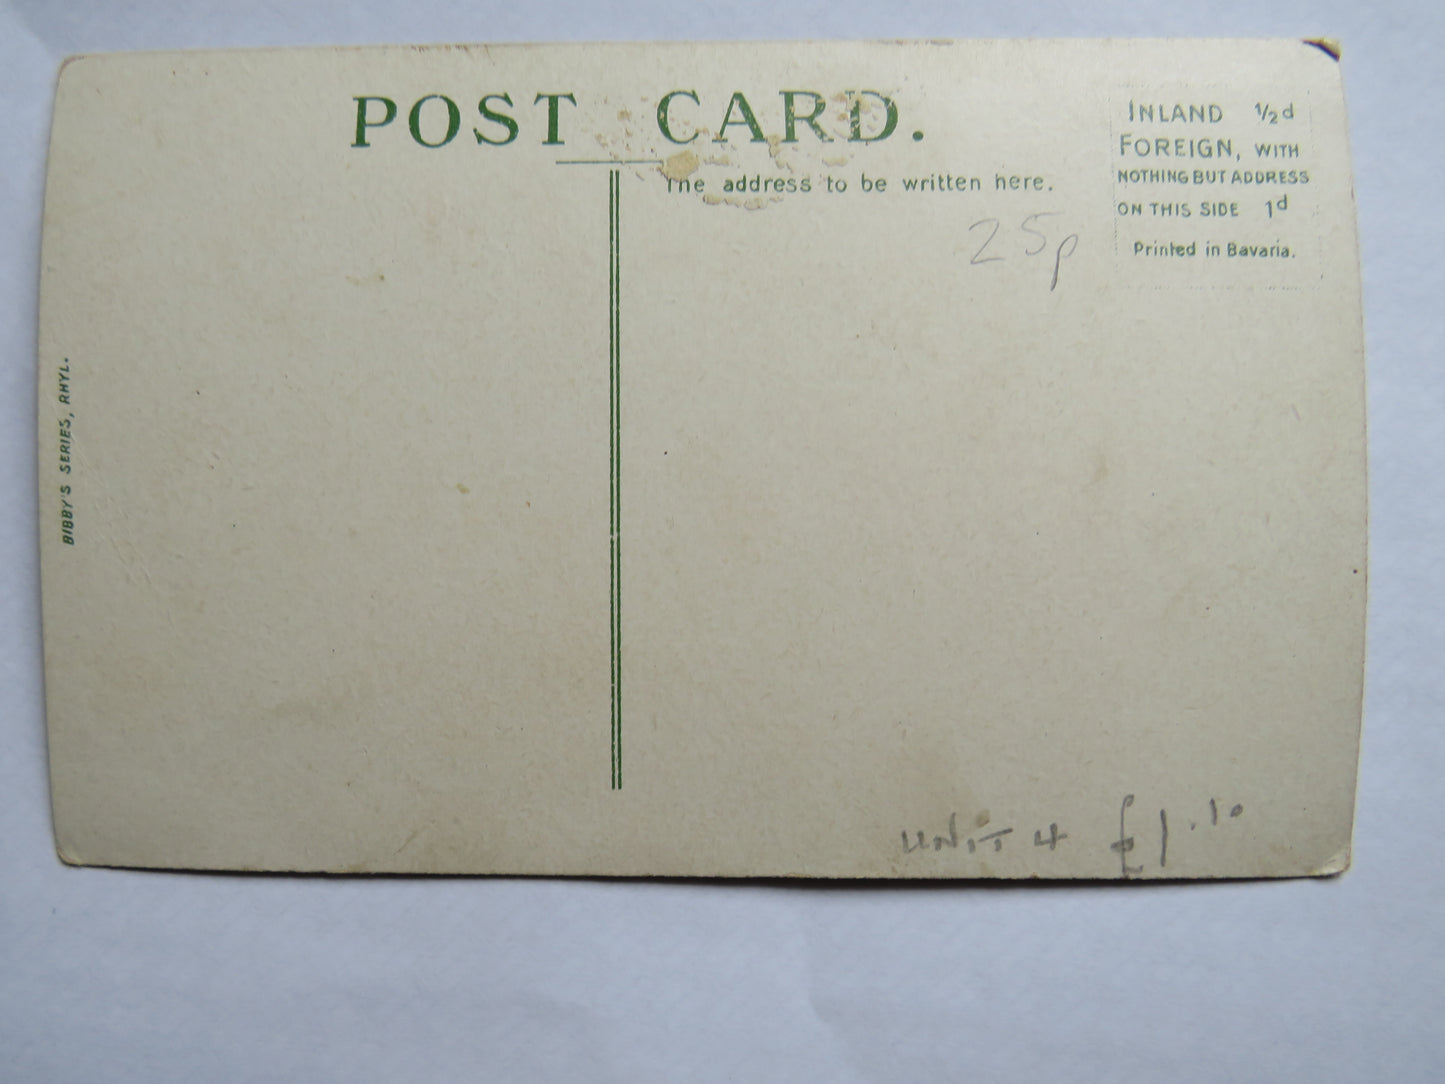 POST CARD.
The address to be written here.
INLAND ½d
FOREIGN, WITH
NOTHING BUT ADDRESS
ON THIS SIDE 1d
Printed in Bavaria.
25p
BIBBY'S SERIES, RHYL.
UNIT 4 £1.10